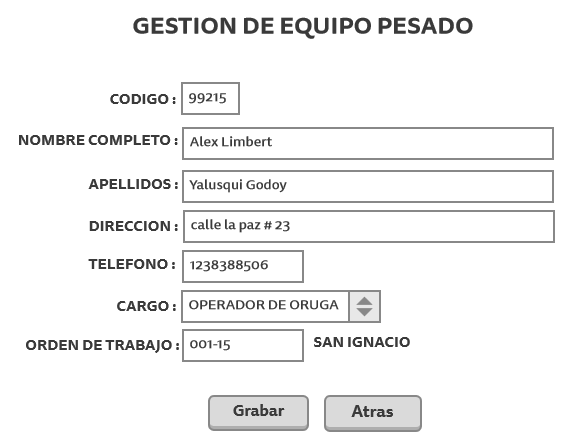 GESTION DE EQUIPO PESADO
CODIGO : 99215
NOMBRE COMPLETO : Alex Limbert
APELLIDOS : Yalusqui Godoy
DIRECCION : calle la paz # 23
TELEFONO : 1238388506
CARGO : OPERADOR DE ORUGA
ORDEN DE TRABAJO : 001-15 SAN IGNACIO
Grabar Atras